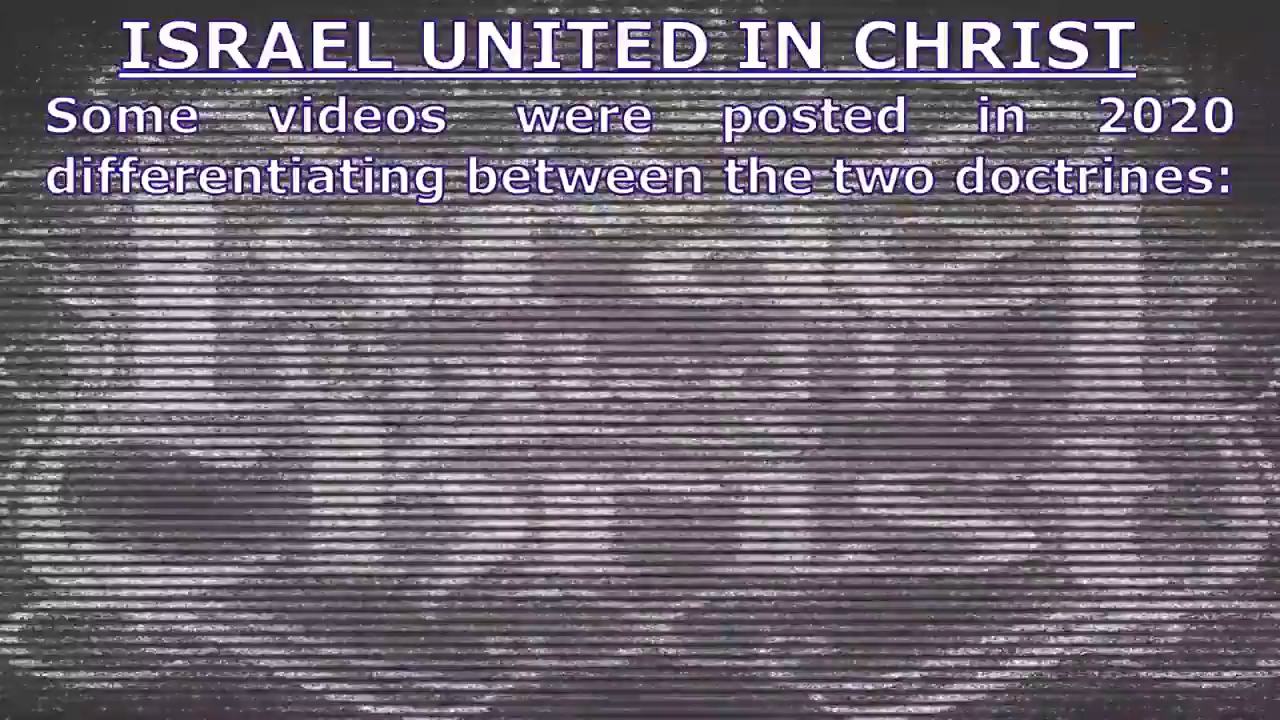 ISRAEL UNITED IN CHRIST
Some videos were posted in 2020
differentiating between the two doctrines: